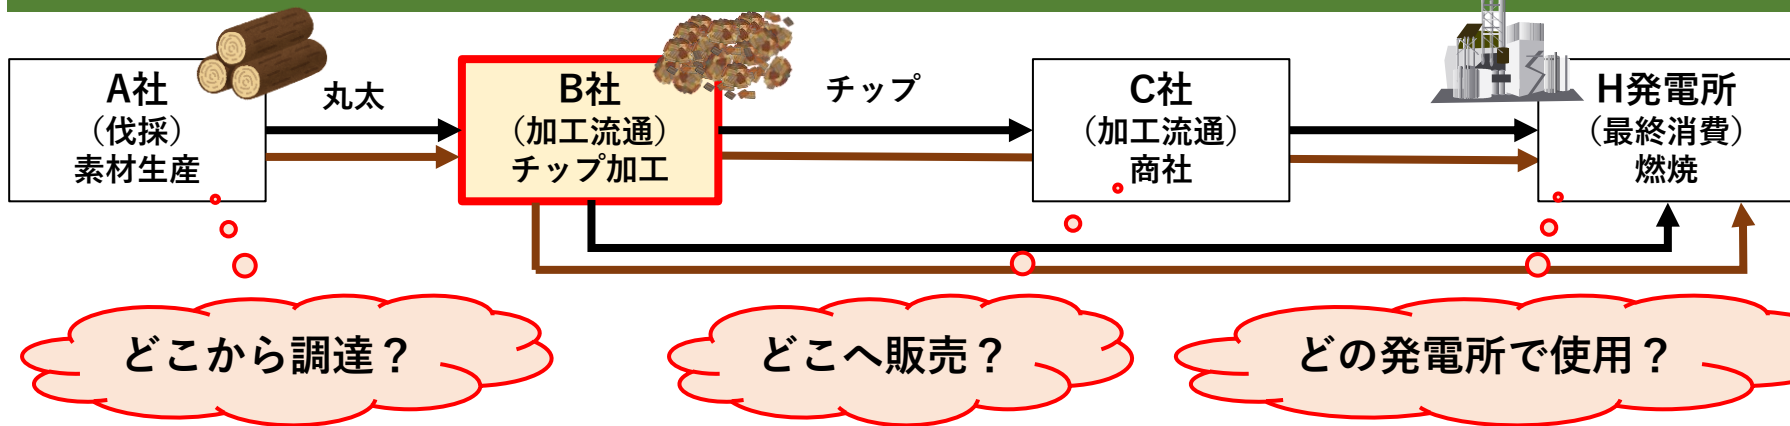 A社
(伐採)
素材生産
丸太
B社
(加工流通)
チップ加工
チップ
C社
(加工流通)
商社
H発電所
(最終消費)
燃焼
どこから調達？
どこへ販売？
どの発電所で使用？